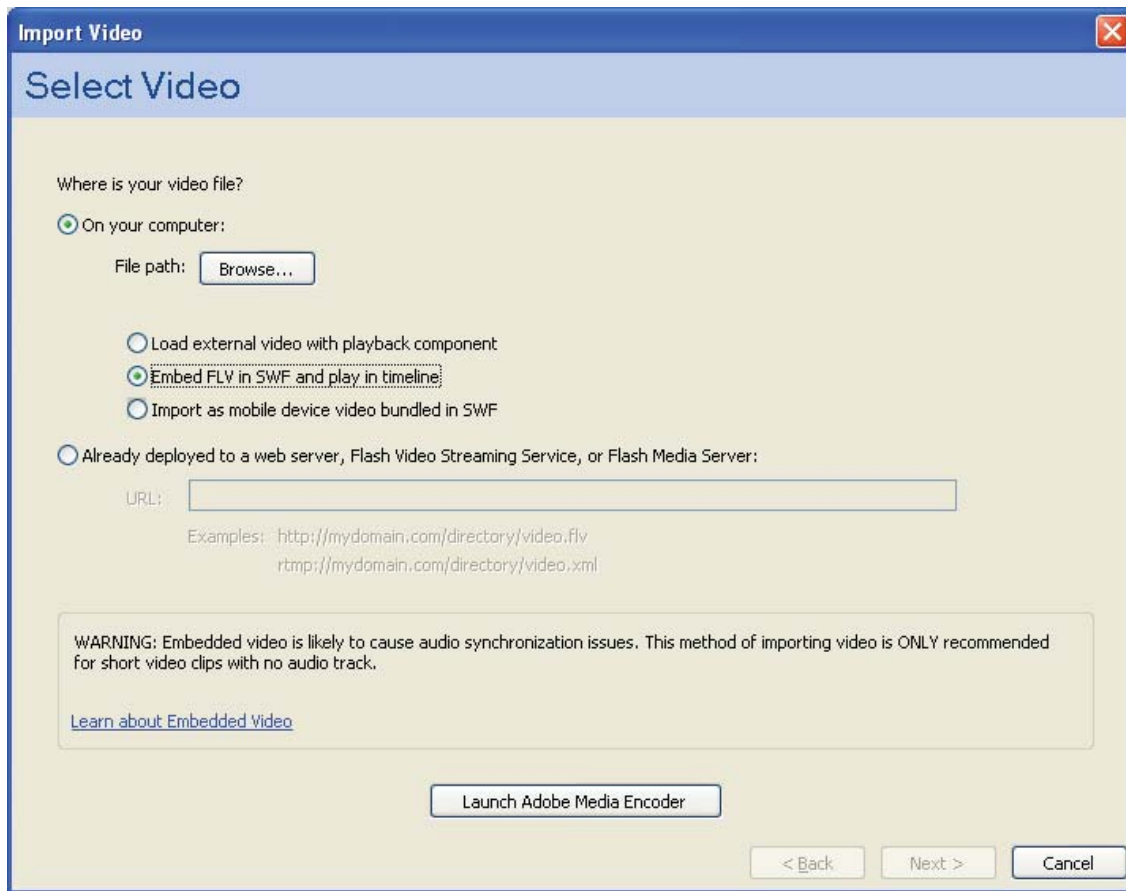 Import Video
Select Video
Where is your video file?
On your computer:
File path: Browse...
Load external video with playback component
Embed FLV in SWF and play in timeline
Import as mobile device video bundled in SWF
Already deployed to a web server, Flash Video Streaming Service, or Flash Media Server:
URL:
Examples: http://mydomain.com/directory/video.flv
rtmp://mydomain.com/directory/video.xml
WARNING: Embedded video is likely to cause audio synchronization issues. This method of importing video is ONLY recommended
for short video clips with no audio track.
Learn about Embedded Video
Launch Adobe Media Encoder
< Back Next > Cancel